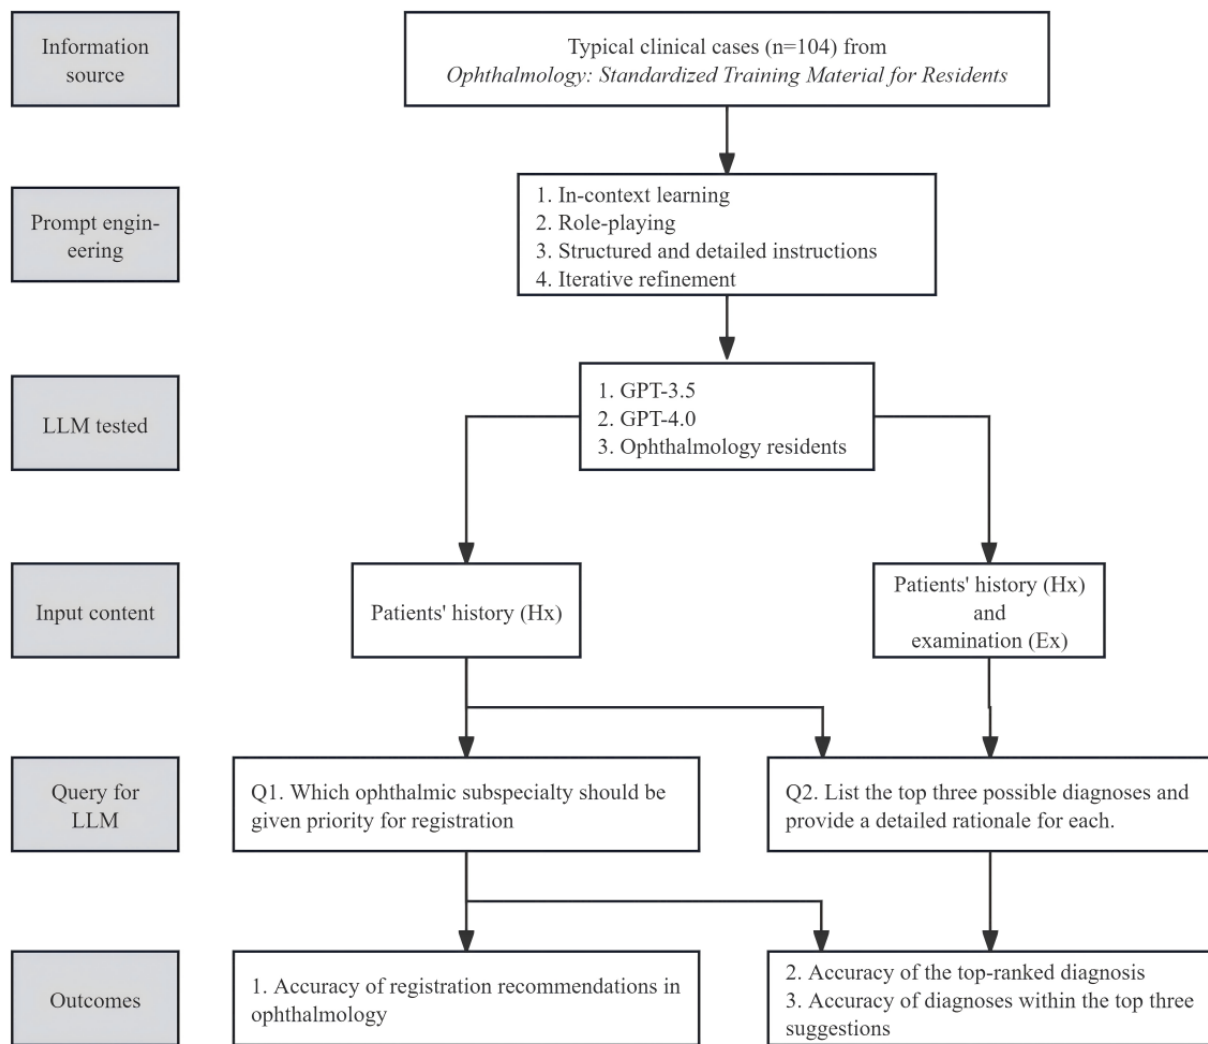 Information
source
Typical clinical cases (n=104) from
Ophthalmology: Standardized Training Material for Residents
Prompt engin-
eering
1. In-context learning
2. Role-playing
3. Structured and detailed instructions
4. Iterative refinement
LLM tested
1. GPT-3.5
2. GPT-4.0
3. Ophthalmology residents
Input content
Patients' history (Hx)
Patients' history (Hx)
and
examination (Ex)
Query for
LLM
Q1. Which ophthalmic subspecialty should be
given priority for registration
Q2. List the top three possible diagnoses and
provide a detailed rationale for each.
Outcomes
1. Accuracy of registration recommendations in
ophthalmology
2. Accuracy of the top-ranked diagnosis
3. Accuracy of diagnoses within the top three
suggestions